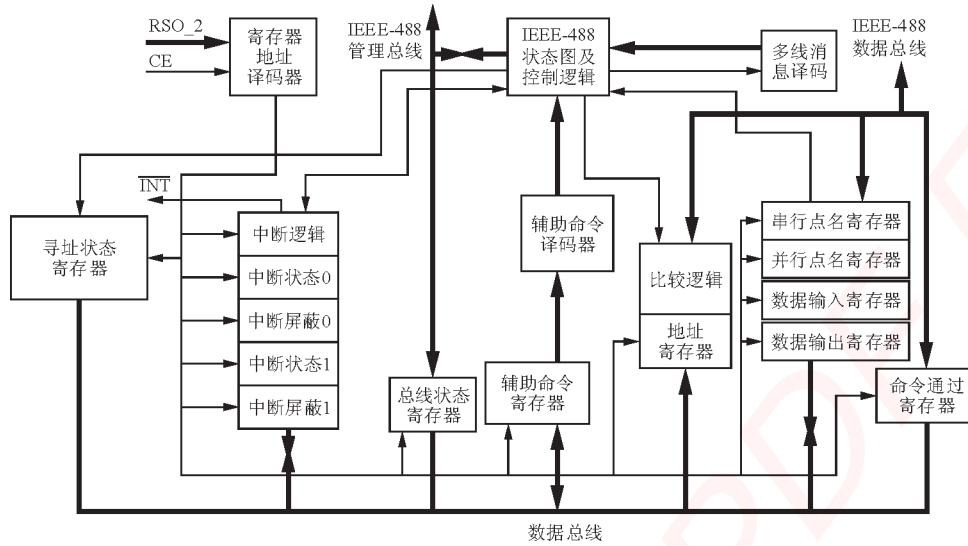 RSO_2
CE
寄存器
地址
译码器
IEEE-488
管理总线
IEEE-488
状态图及
控制逻辑
多线消
息译码
IEEE-488
数据总线
INT
寻址状态
寄存器
中断逻辑
中断状态0
中断屏蔽0
中断状态1
中断屏蔽1
总线状态
寄存器
辅助命令
译码器
辅助命令
寄存器
比较逻辑
地址
寄存器
串行点名寄存器
并行点名寄存器
数据输入寄存器
数据输出寄存器
命令通过
寄存器
数据总线
PDF